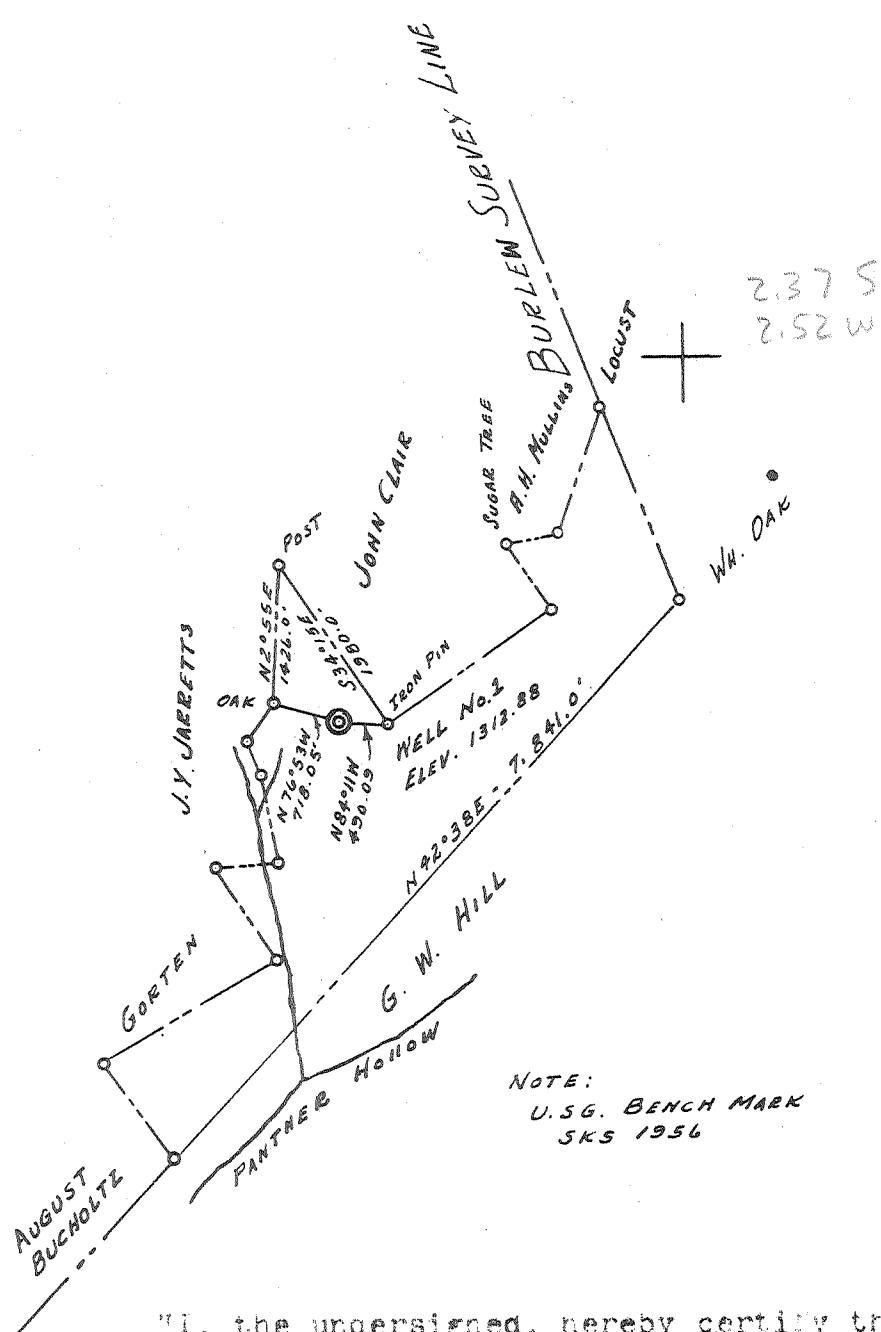 BURLEW SURVEY LINE
2.37 S
2.52 W
LOCUST
A.H. MULLINS
SUGAR TREE
WH. OAK
JOHN CLAIR
POST
N2°55E
1426.0'
S34°15E
1980.0'
J.Y. JARRETTS
OAK
IRON PIN
WELL No.1
ELEV. 1312.88
N76°53W
718.05'
N84°11W
490.09
N42°38E - 7,841.0'
G. W. HILL
GORTEN
PANTHER HOLLOW
NOTE:
U.S.G. BENCH MARK
SKS 1956
AUGUST
BUCHOLTZ
"I, the undersigned, hereby certify th